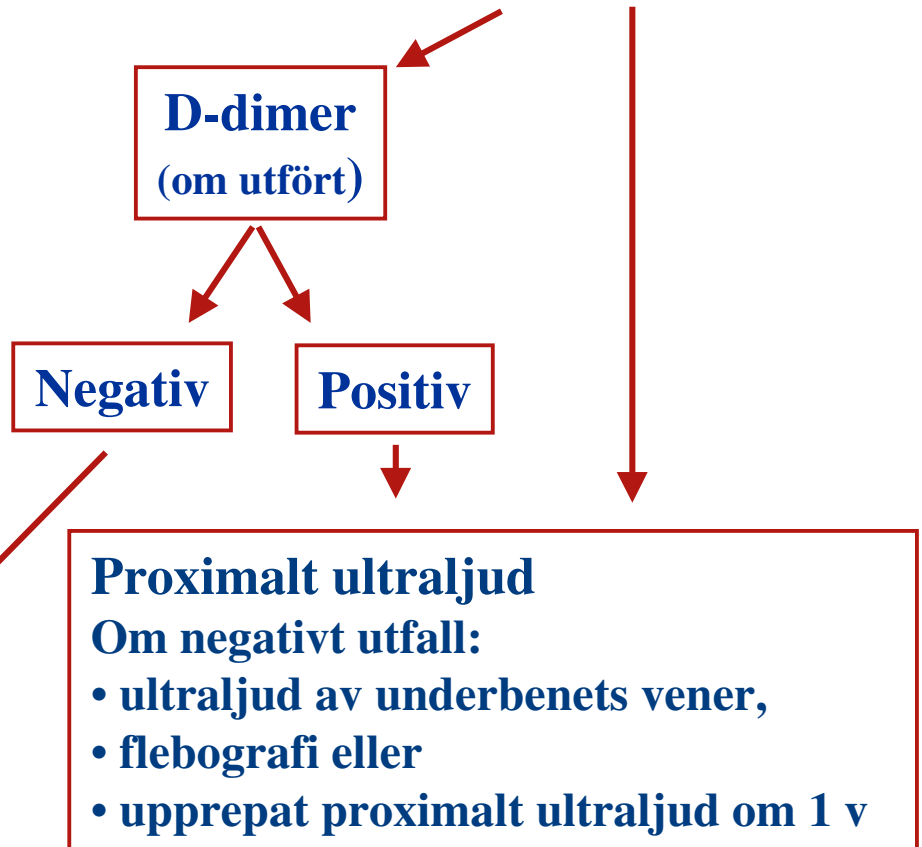 D-dimer
(om utfört)
Negativ
Positiv
Proximalt ultraljud
Om negativt utfall:
• ultraljud av underbenets vener,
• flebografi eller
• upprepat proximalt ultraljud om 1 v